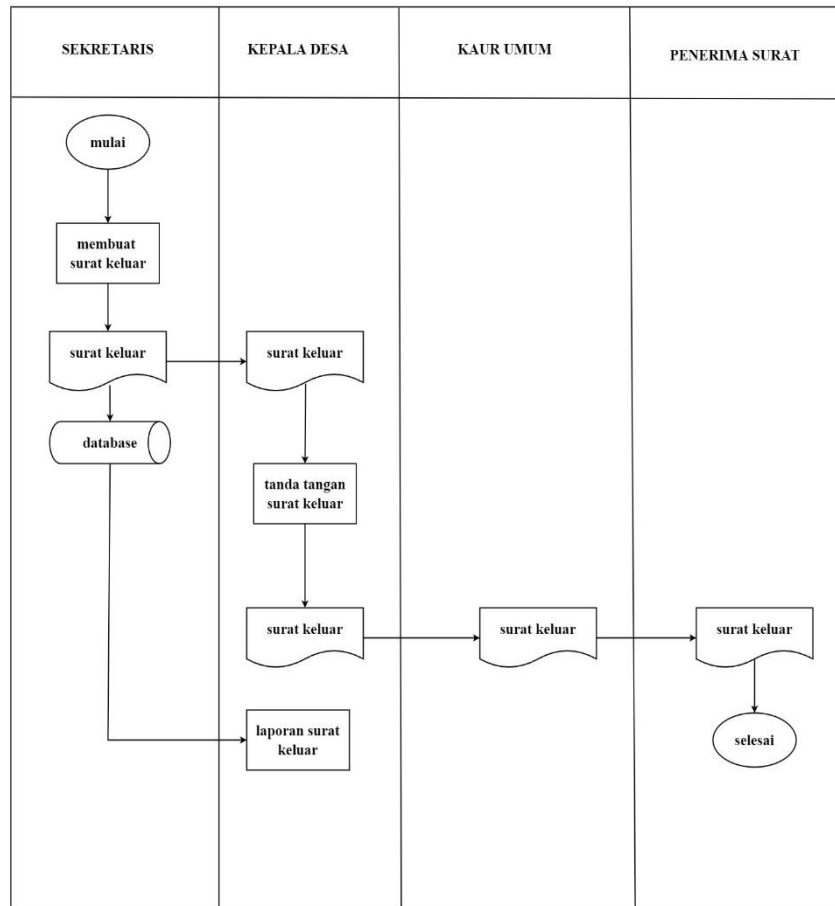 SEKRETARIS
KEPALA DESA
KAUR UMUM
PENERIMA SURAT
mulai
membuat
surat keluar
surat keluar
surat keluar
database
tanda tangan
surat keluar
surat keluar
surat keluar
surat keluar
laporan surat
keluar
selesai